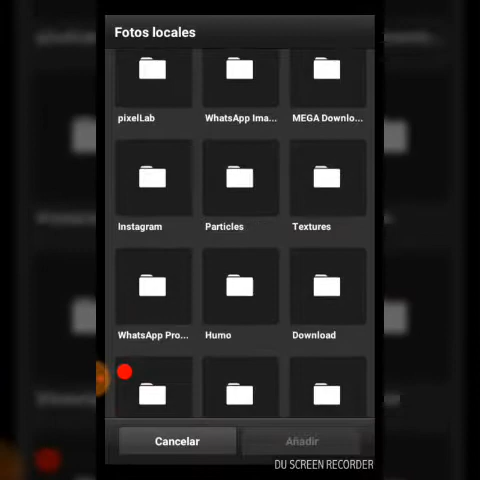 Fotos locales
pixelLab
WhatsApp Ima...
MEGA Downlo...
Instagram
Particles
Textures
WhatsApp Pro...
Humo
Download
Cancelar
Añadir
DU SCREEN RECORDER